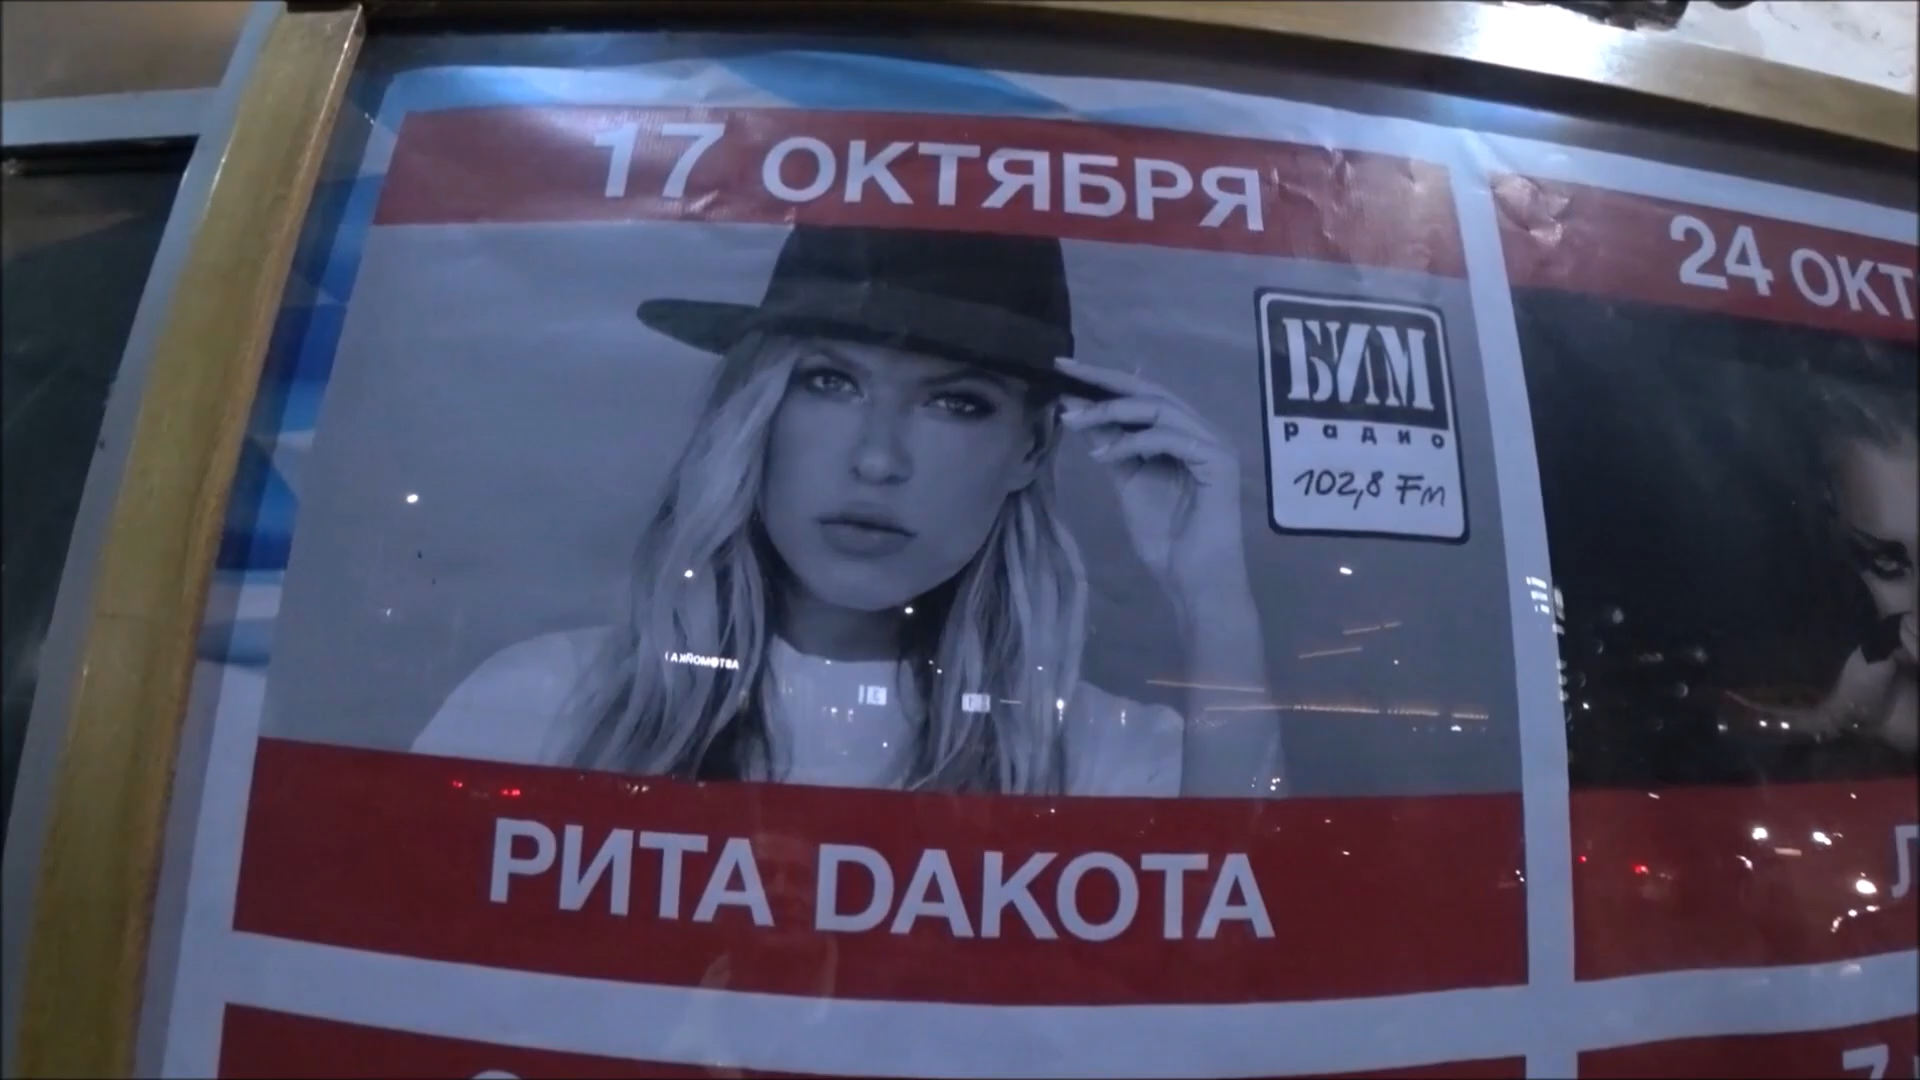 17 ОКТЯБРЯ
24 ОКТ
БИМ
радио
102,8 Fm
РИТА DAKOTA